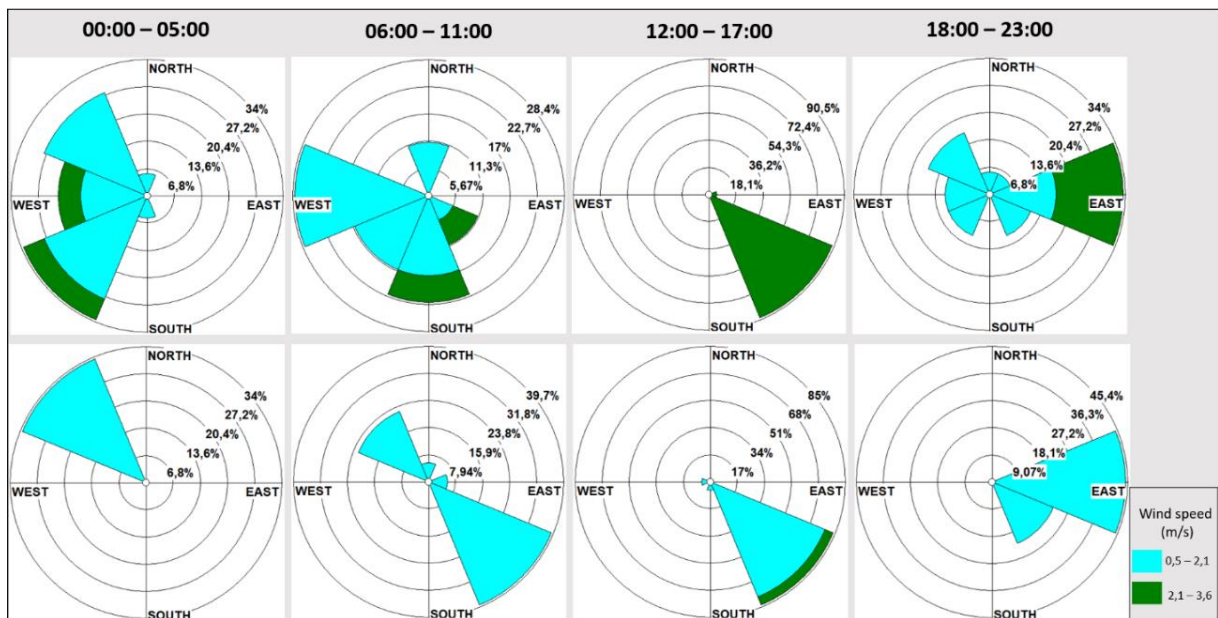 00:00 – 05:00
06:00 – 11:00
12:00 – 17:00
18:00 – 23:00
NORTH
34%
27,2%
20,4%
13,6%
6,8%
WEST
EAST
SOUTH
NORTH
28,4%
22,7%
17%
11,3%
5,67%
WEST
EAST
SOUTH
NORTH
90,5%
72,4%
54,3%
36,2%
18,1%
WEST
EAST
SOUTH
NORTH
34%
27,2%
20,4%
13,6%
6,8%
WEST
EAST
SOUTH
NORTH
34%
27,2%
20,4%
13,6%
6,8%
WEST
EAST
SOUTH
NORTH
39,7%
31,8%
23,8%
15,9%
7,94%
WEST
EAST
SOUTH
NORTH
85%
68%
51%
34%
17%
WEST
EAST
SOUTH
NORTH
45,4%
36,3%
27,2%
18,1%
9,07%
WEST
EAST
SOUTH
Wind speed
(m/s)
0,5 – 2,1
2,1 – 3,6